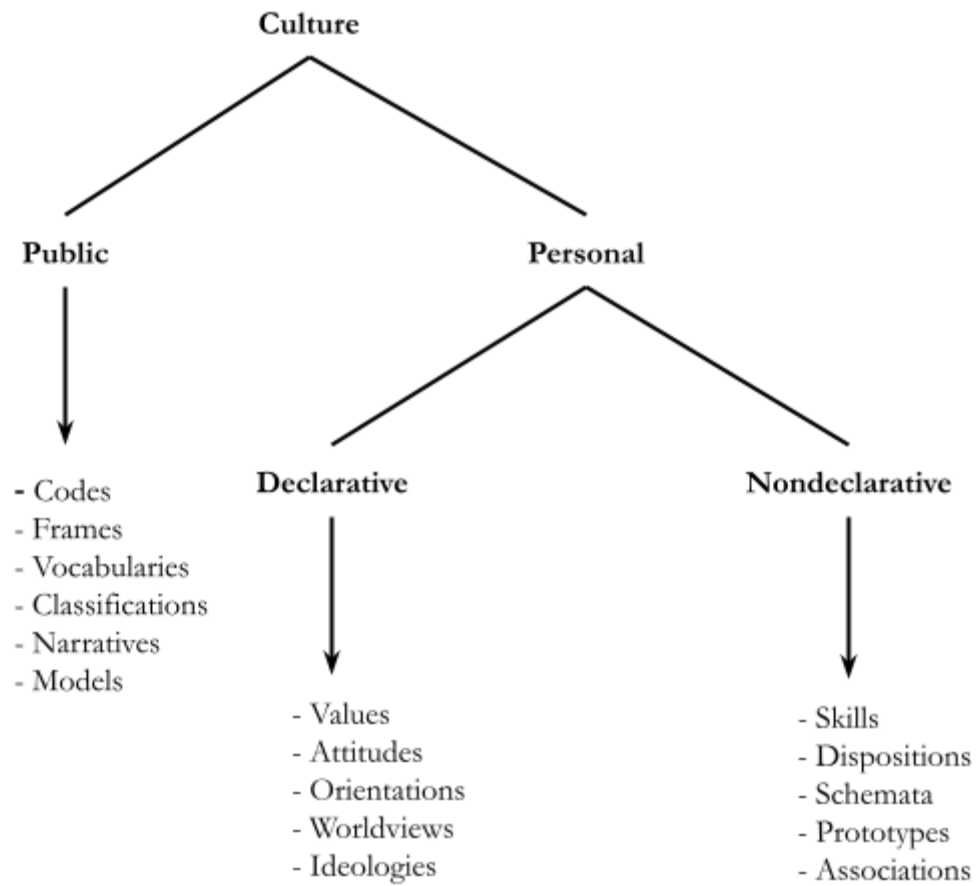 Culture
Public
Personal
- Codes
- Frames
- Vocabularies
- Classifications
- Narratives
- Models
Declarative
- Values
- Attitudes
- Orientations
- Worldviews
- Ideologies
Nondeclarative
- Skills
- Dispositions
- Schemata
- Prototypes
- Associations